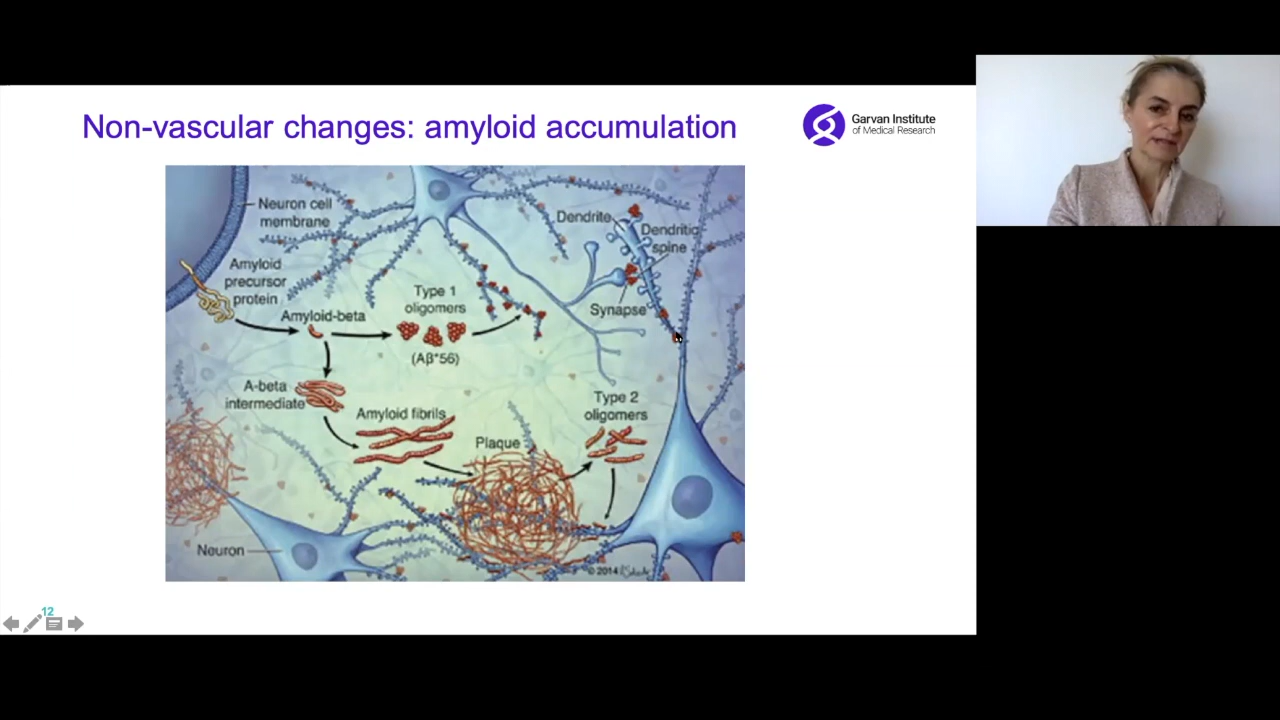 Non-vascular changes: amyloid accumulation
Garvan Institute
of Medical Research
Neuron cell
membrane
Dendrite
Dendritic
spine
Amyloid
precursor
protein
Type 1
oligomers
Synapse
Amyloid-beta
(Aβ*56)
A-beta
intermediate
Type 2
oligomers
Amyloid fibrils
Plaque
Neuron
© 2014
12